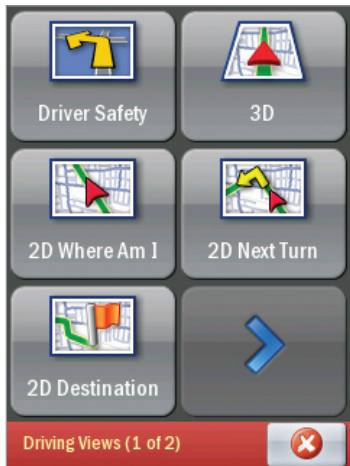 Driver Safety
3D
2D Where Am I
2D Next Turn
2D Destination
Driving Views (1 of 2)